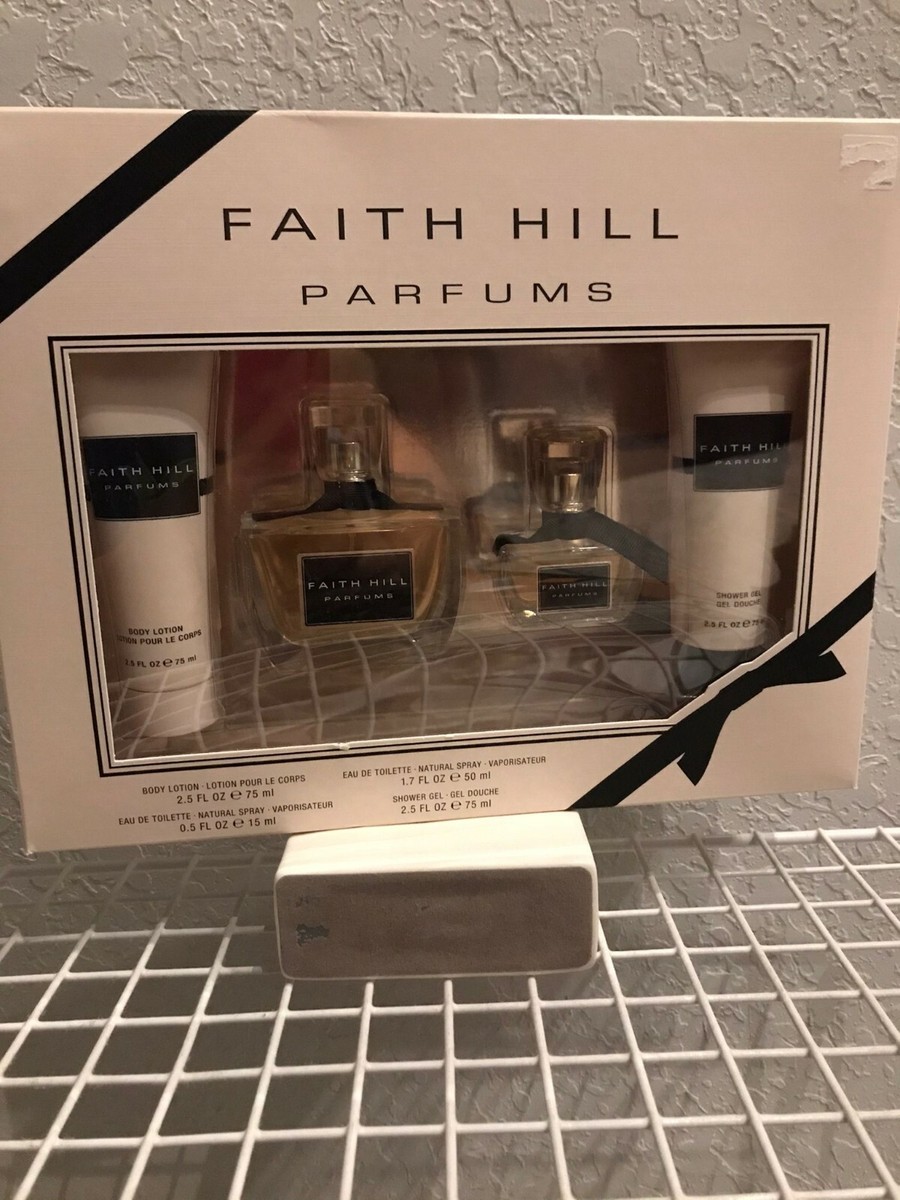 FAITH HILL
PARFUMS
FAITH HILL
PARFUMS
BODY LOTION
LOTION POUR LE CORPS
2.5 FL OZ ℮ 75 ml
FAITH HILL
PARFUMS
FAITH HILL
PARFUMS
FAITH HIL
PARFUMS
SHOWER GEL
GEL DOUCHE
2.5 FL OZ ℮ 75
BODY LOTION · LOTION POUR LE CORPS
2.5 FL OZ ℮ 75 ml
EAU DE TOILETTE · NATURAL SPRAY · VAPORISATEUR
0.5 FL OZ ℮ 15 ml
EAU DE TOILETTE · NATURAL SPRAY · VAPORISATEUR
1.7 FL OZ ℮ 50 ml
SHOWER GEL · GEL DOUCHE
2.5 FL OZ ℮ 75 ml